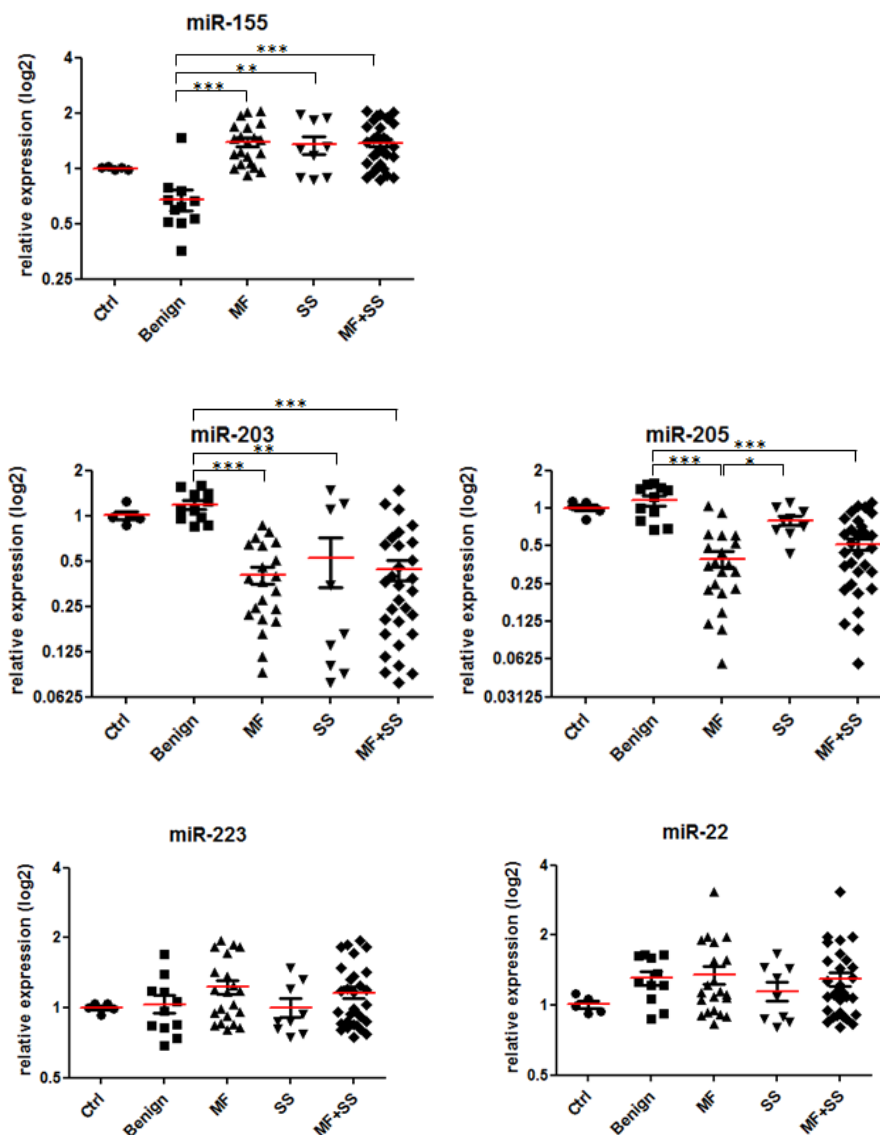 miR-155
***
**
***
relative expression (log2)
4
2
1
0.5
0.25
Ctrl
Benign
MF
SS
MF+SS
***
miR-203
**
***
relative expression (log2)
2
1
0.5
0.25
0.125
0.0625
Ctrl
Benign
MF
SS
MF+SS
miR-205
***
***
*
relative expression (log2)
2
1
0.5
0.25
0.125
0.0625
0.03125
Ctrl
Benign
MF
SS
MF+SS
miR-223
relative expression (log2)
4
2
1
0.5
Ctrl
Benign
MF
SS
MF+SS
miR-22
relative expression (log2)
4
2
1
0.5
Ctrl
Benign
MF
SS
MF+SS